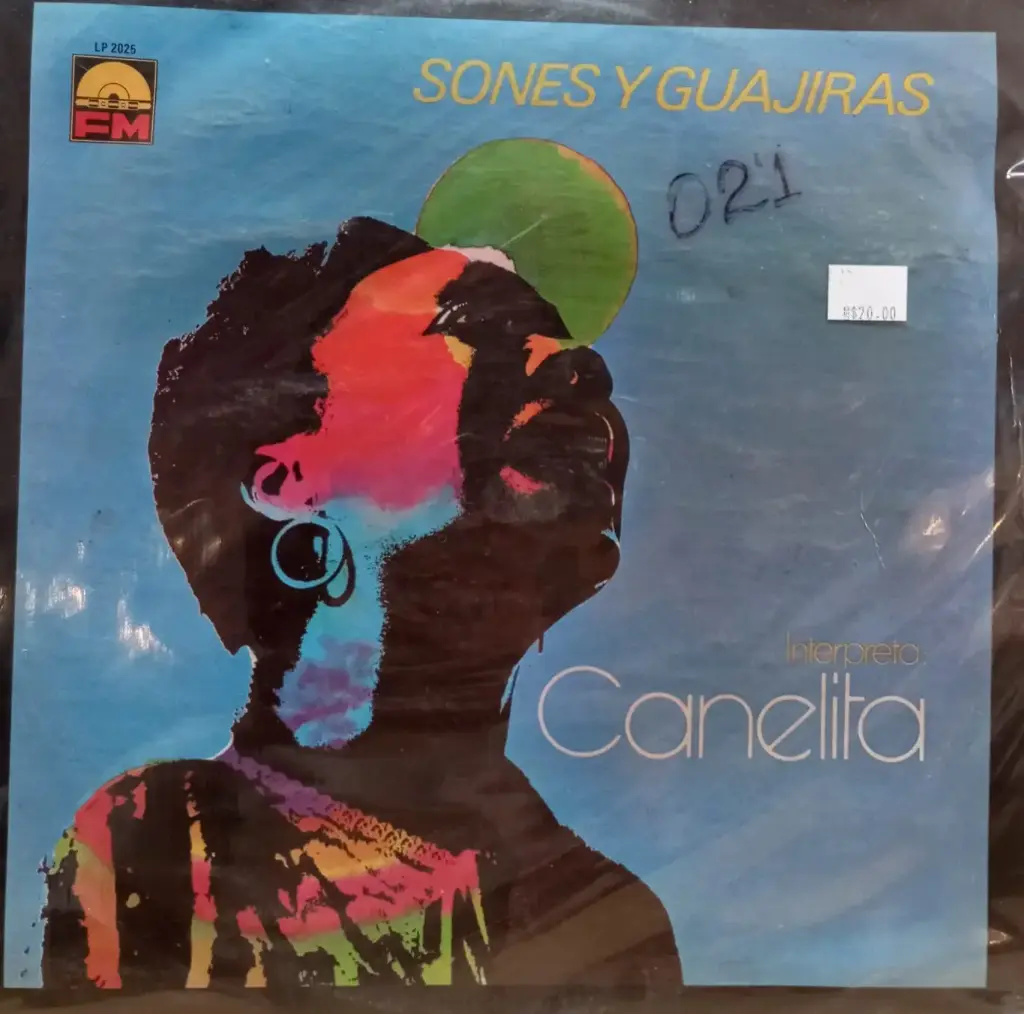 LP 2025
FM
SONES Y GUAJIRAS
021
$20.00
Interpreta
Canelita